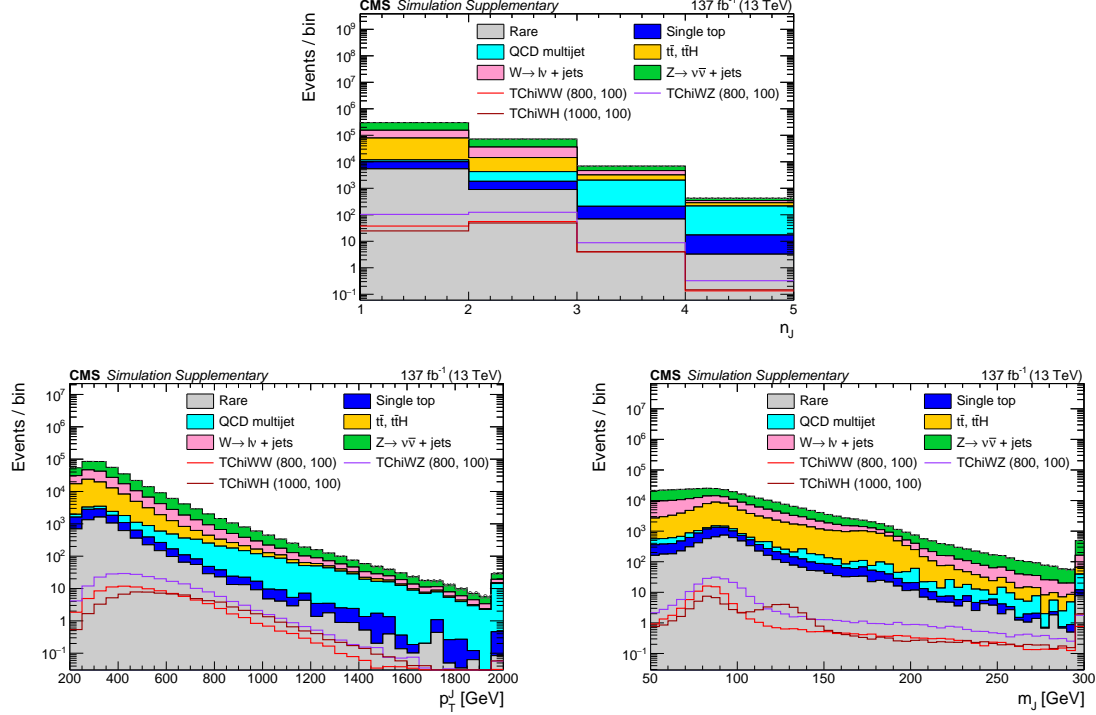 CMS Simulation Supplementary 137 fb⁻¹ (13 TeV)
Events / bin
Rare Single top
QCD multijet tt̄, tt̄H
W→ lν + jets Z→ νν̄ + jets
TChiWW (800, 100) TChiWZ (800, 100)
TChiWH (1000, 100)
10⁹
10⁸
10⁷
10⁶
10⁵
10⁴
10³
10²
10
1
10⁻¹
1 2 3 4 5
n_J
CMS Simulation Supplementary 137 fb⁻¹ (13 TeV)
Events / bin
Rare Single top
QCD multijet tt̄, tt̄H
W→ lν + jets Z→ νν̄ + jets
TChiWW (800, 100) TChiWZ (800, 100)
TChiWH (1000, 100)
10⁷
10⁶
10⁵
10⁴
10³
10²
10
1
10⁻¹
200 400 600 800 1000 1200 1400 1600 1800 2000
p_T^J [GeV]
CMS Simulation Supplementary 137 fb⁻¹ (13 TeV)
Events / bin
Rare Single top
QCD multijet tt̄, tt̄H
W→ lν + jets Z→ νν̄ + jets
TChiWW (800, 100) TChiWZ (800, 100)
TChiWH (1000, 100)
10⁷
10⁶
10⁵
10⁴
10³
10²
10
1
10⁻¹
50 100 150 200 250 300
m_J [GeV]